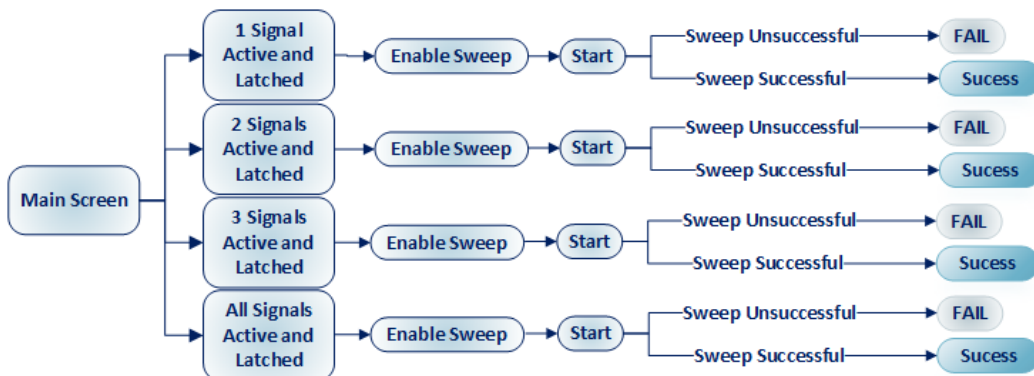 1 Signal
Active and
Latched
Enable Sweep
Start
Sweep Unsuccessful
FAIL
Sweep Successful
Sucess
2 Signals
Active and
Latched
Enable Sweep
Start
Sweep Unsuccessful
FAIL
Sweep Successful
Sucess
Main Screen
3 Signals
Active and
Latched
Enable Sweep
Start
Sweep Unsuccessful
FAIL
Sweep Successful
Sucess
All Signals
Active and
Latched
Enable Sweep
Start
Sweep Unsuccessful
FAIL
Sweep Successful
Sucess